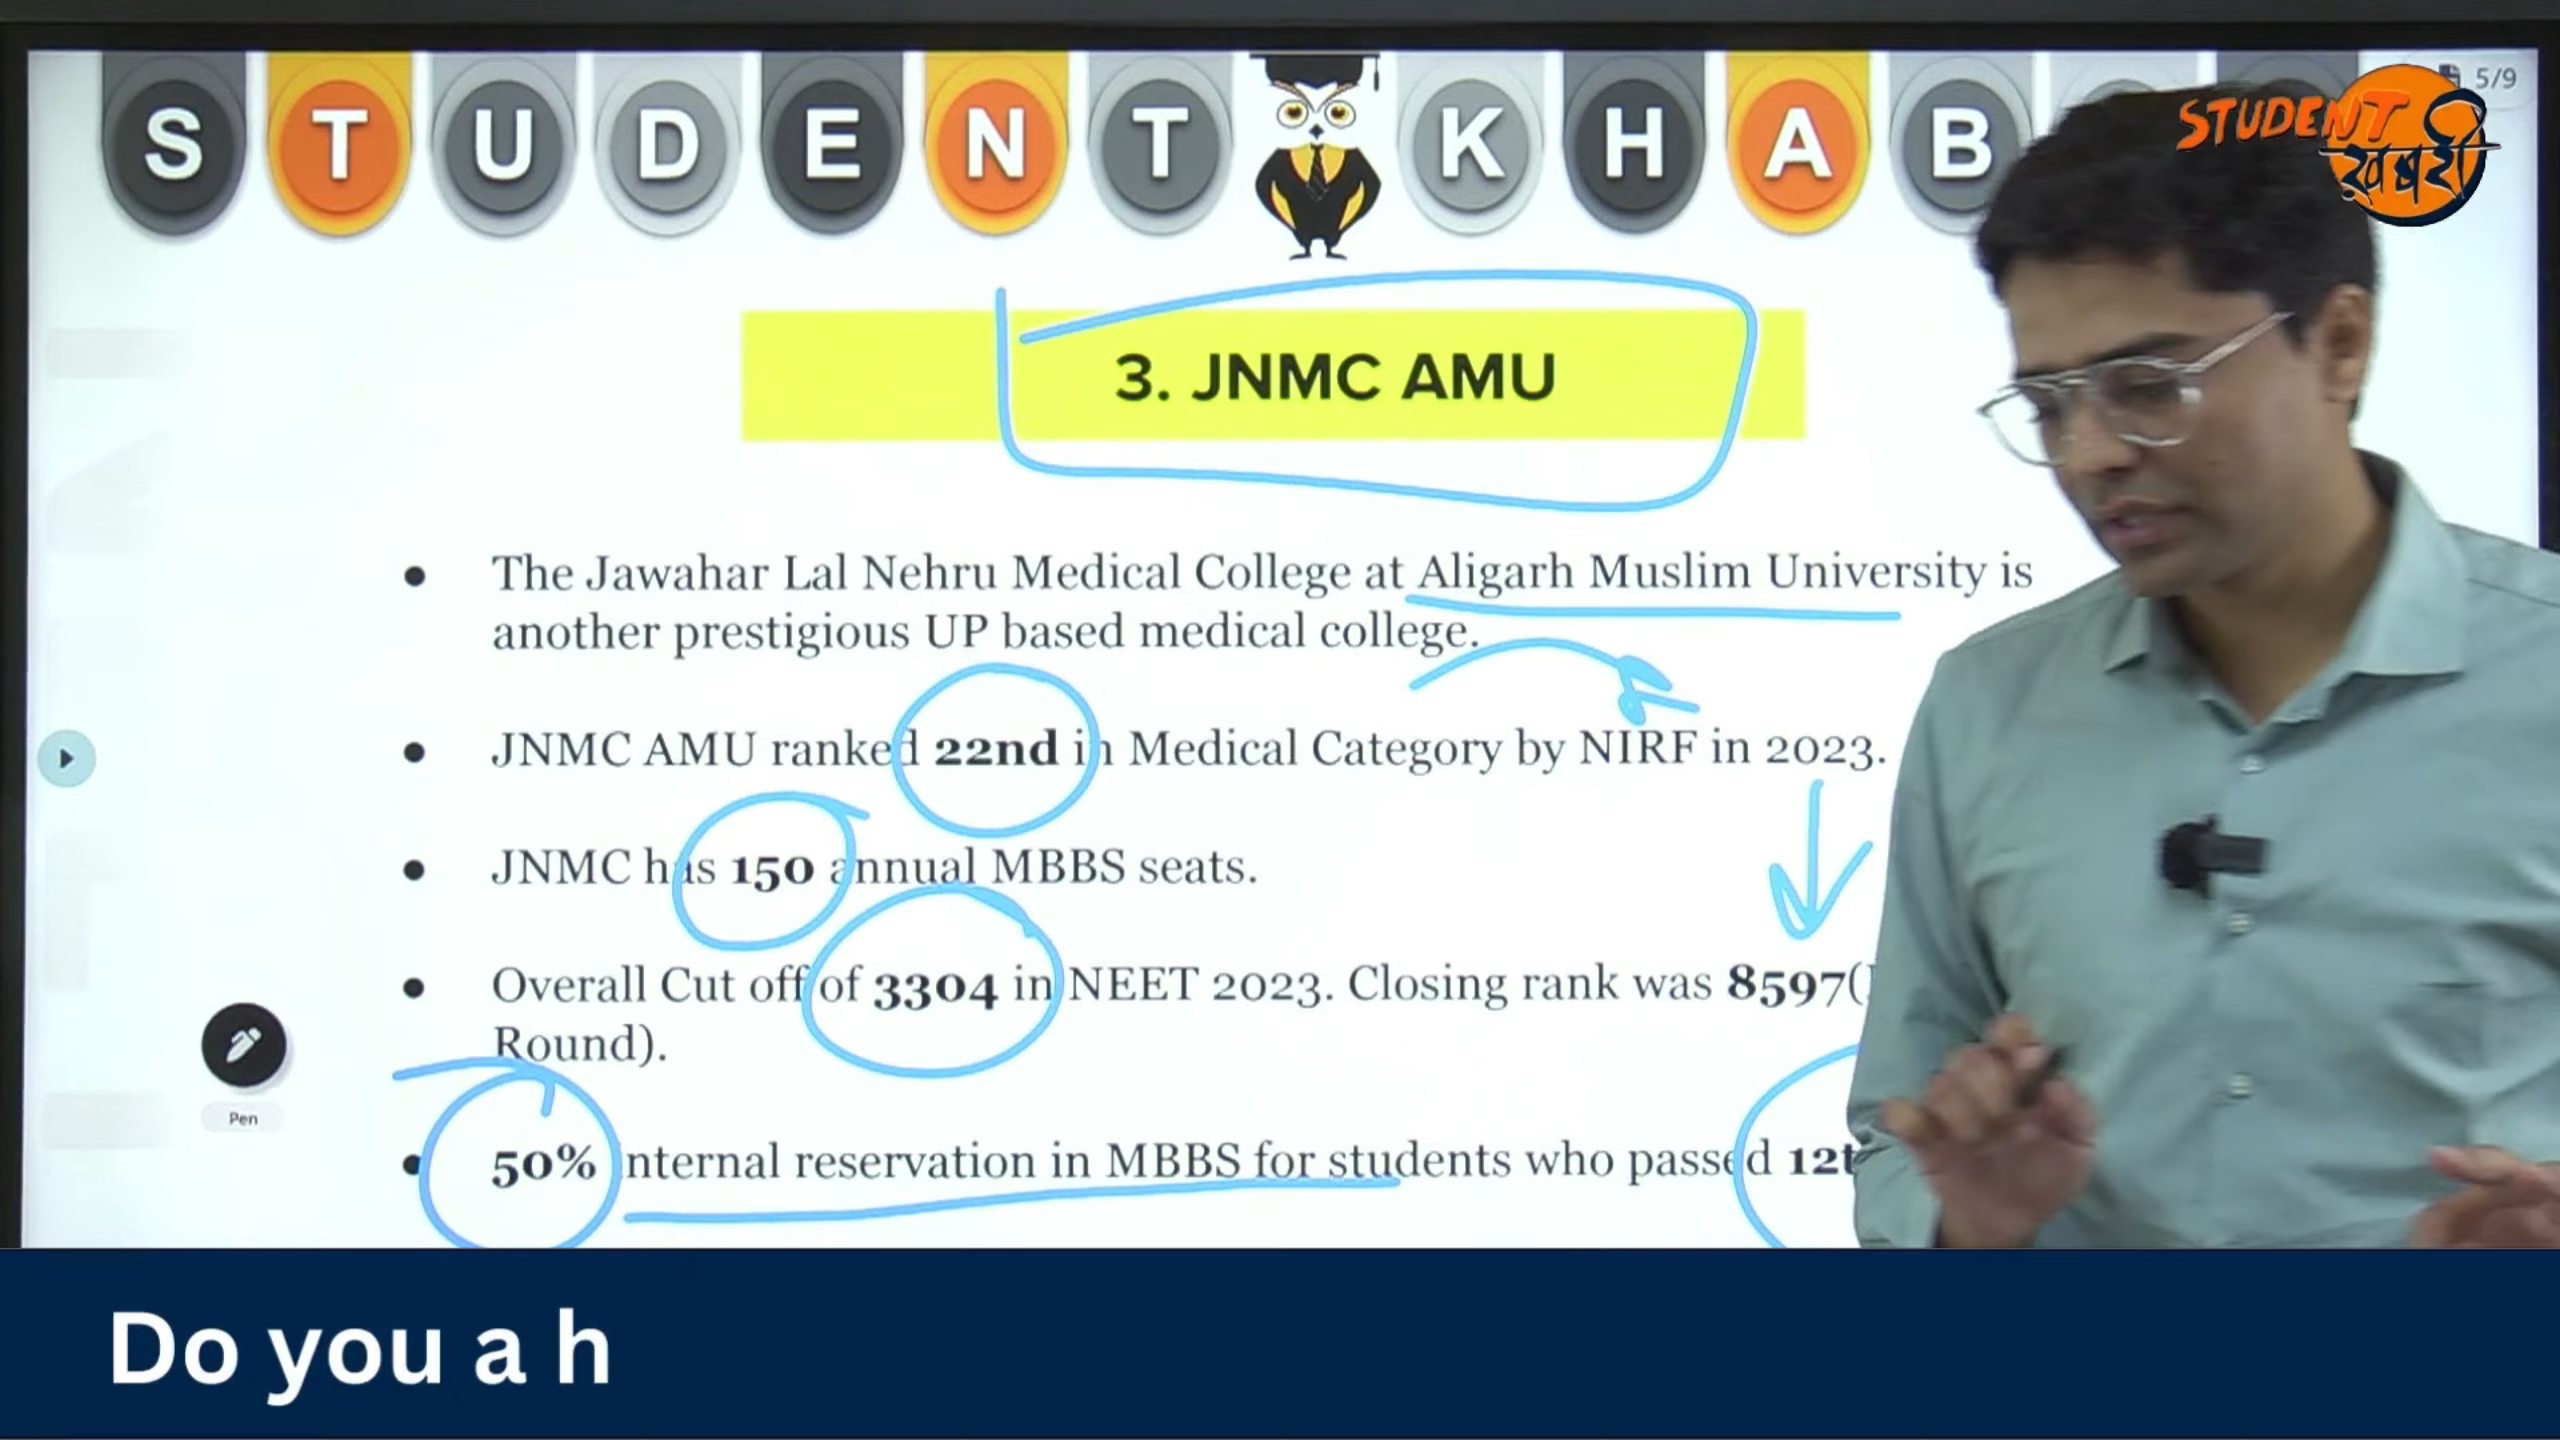 STUDENT KHAB
5/9
STUDENT
खबरी
3. JNMC AMU
The Jawahar Lal Nehru Medical College at Aligarh Muslim University is
another prestigious UP based medical college.
JNMC AMU ranked 22nd in Medical Category by NIRF in 2023.
JNMC has 150 annual MBBS seats.
Overall Cut off of 3304 in NEET 2023. Closing rank was 8597(
Round).
Pen
50% internal reservation in MBBS for students who passed 12t
Do you a h